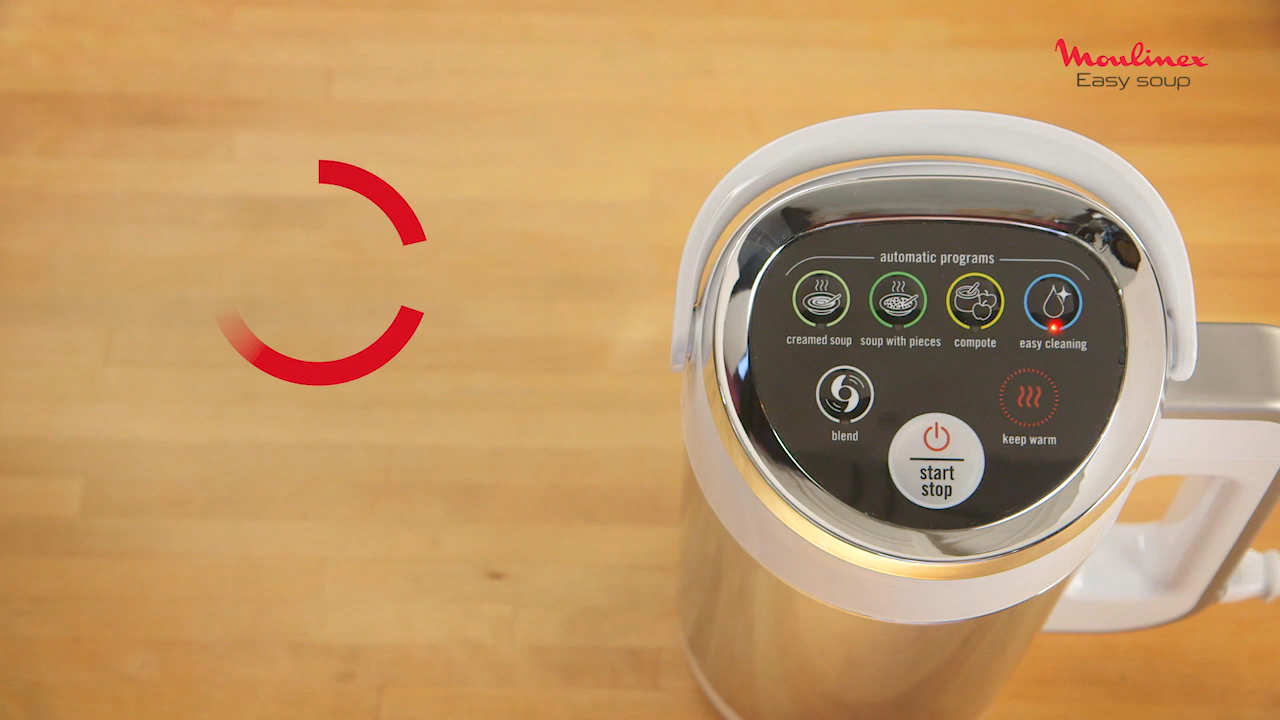 Moulinex
Easy soup
automatic programs
creamed soup soup with pieces compote easy cleaning
blend
keep warm
start
stop